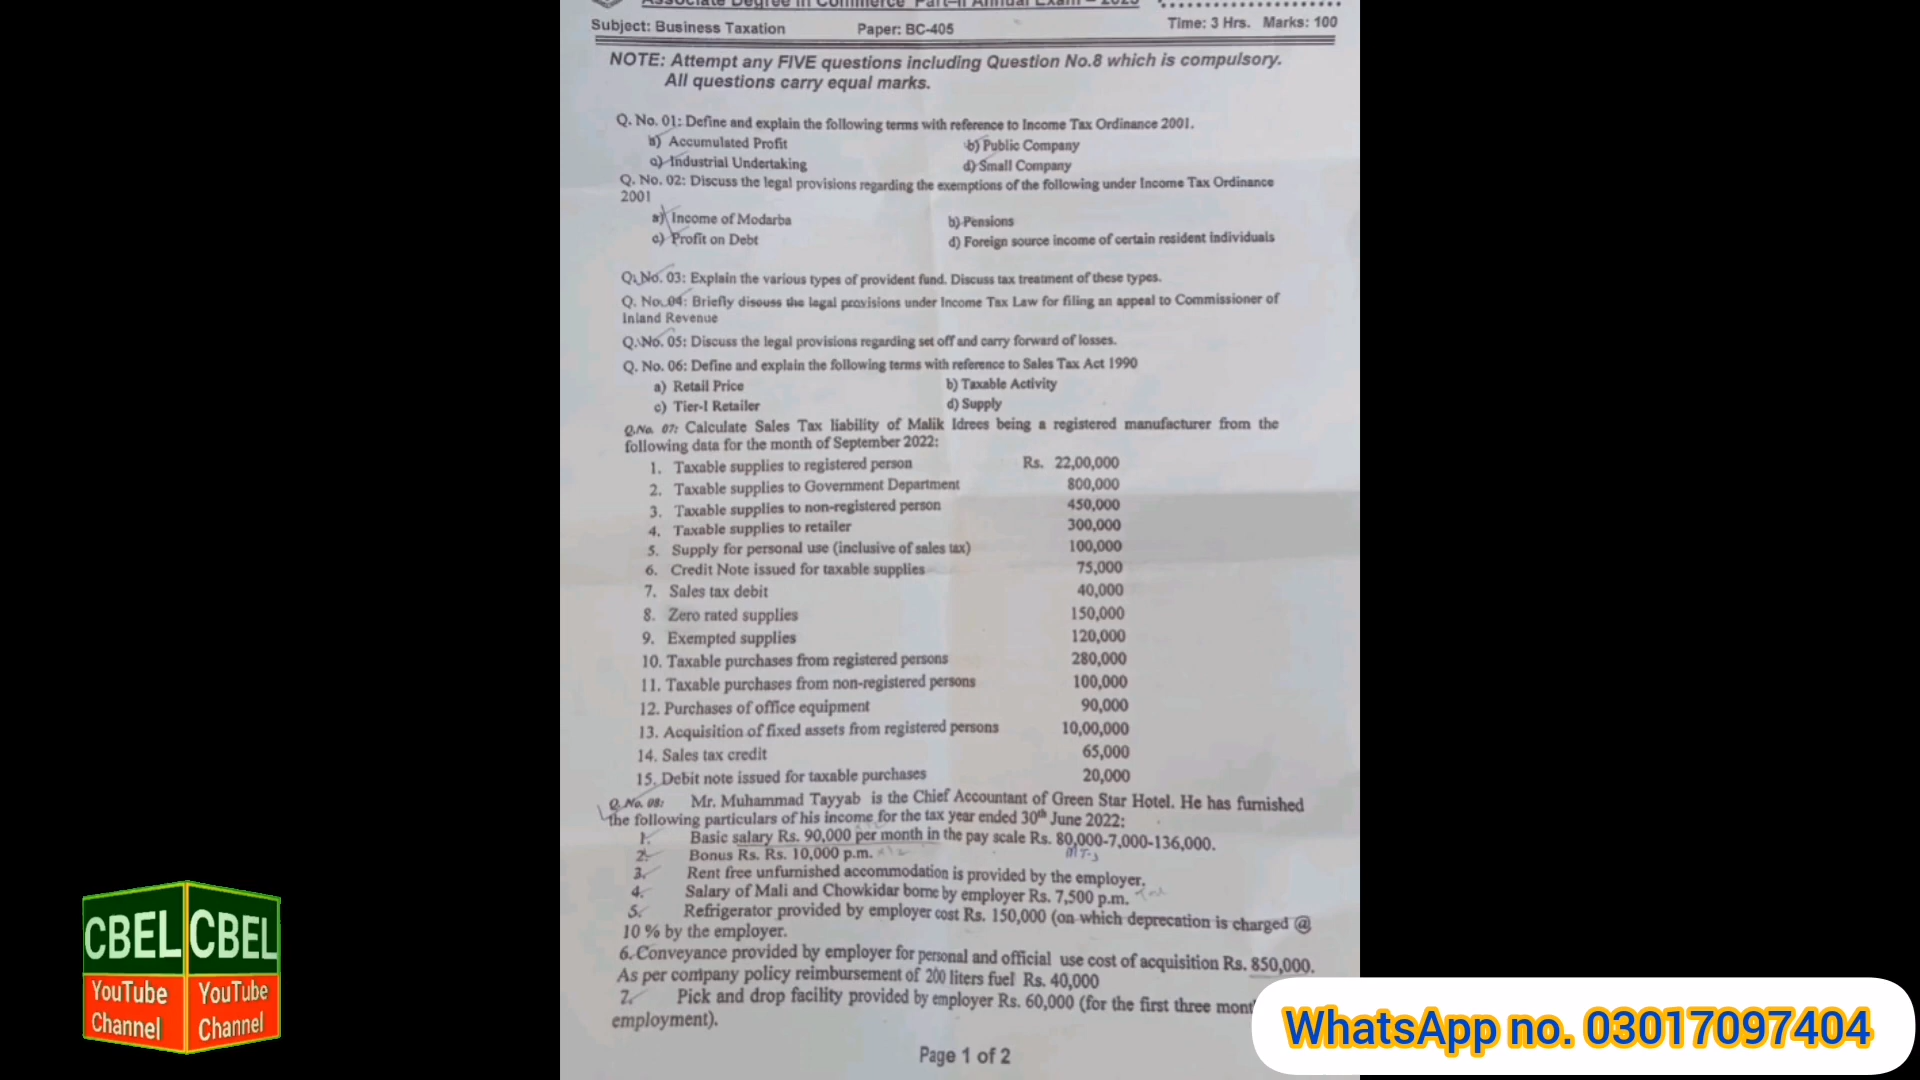 Associate Degree in Commerce Part-II Annual Exam – 2023
Subject: Business Taxation Paper: BC-405 Time: 3 Hrs. Marks: 100
NOTE: Attempt any FIVE questions including Question No.8 which is compulsory.
All questions carry equal marks.
Q. No. 01: Define and explain the following terms with reference to Income Tax Ordinance 2001.
a) Accumulated Profit b) Public Company
c) Industrial Undertaking d) Small Company
Q. No. 02: Discuss the legal provisions regarding the exemptions of the following under Income Tax Ordinance
2001
a) Income of Modarba b) Pensions
c) Profit on Debt d) Foreign source income of certain resident individuals
Q. No. 03: Explain the various types of provident fund. Discuss tax treatment of these types.
Q. No. 04: Briefly disouss the legal provisions under Income Tax Law for filing an appeal to Commissioner of
Inland Revenue
Q. No. 05: Discuss the legal provisions regarding set off and carry forward of losses.
Q. No. 06: Define and explain the following terms with reference to Sales Tax Act 1990
a) Retail Price b) Taxable Activity
c) Tier-I Retailer d) Supply
Q.No. 07: Calculate Sales Tax liability of Malik Idrees being a registered manufacturer from the
following data for the month of September 2022:
1. Taxable supplies to registered person Rs. 22,00,000
2. Taxable supplies to Government Department 800,000
3. Taxable supplies to non-registered person 450,000
4. Taxable supplies to retailer 300,000
5. Supply for personal use (inclusive of sales tax) 100,000
6. Credit Note issued for taxable supplies 75,000
7. Sales tax debit 40,000
8. Zero rated supplies 150,000
9. Exempted supplies 120,000
10. Taxable purchases from registered persons 280,000
11. Taxable purchases from non-registered persons 100,000
12. Purchases of office equipment 90,000
13. Acquisition of fixed assets from registered persons 10,00,000
14. Sales tax credit 65,000
15. Debit note issued for taxable purchases 20,000
Q.No. 08: Mr. Muhammad Tayyab is the Chief Accountant of Green Star Hotel. He has furnished
the following particulars of his income for the tax year ended 30th June 2022:
1. Basic salary Rs. 90,000 per month in the pay scale Rs. 80,000-7,000-136,000.
2. Bonus Rs. Rs. 10,000 p.m.
3. Rent free unfurnished accommodation is provided by the employer.
4. Salary of Mali and Chowkidar borne by employer Rs. 7,500 p.m.
5. Refrigerator provided by employer cost Rs. 150,000 (on which deprecation is charged @
10 % by the employer.
6. Conveyance provided by employer for personal and official use cost of acquisition Rs. 850,000.
As per company policy reimbursement of 200 liters fuel Rs. 40,000
7. Pick and drop facility provided by employer Rs. 60,000 (for the first three
employment).
Page 1 of 2
CBEL CBEL
YouTube YouTube
Channel Channel
WhatsApp no. 03017097404